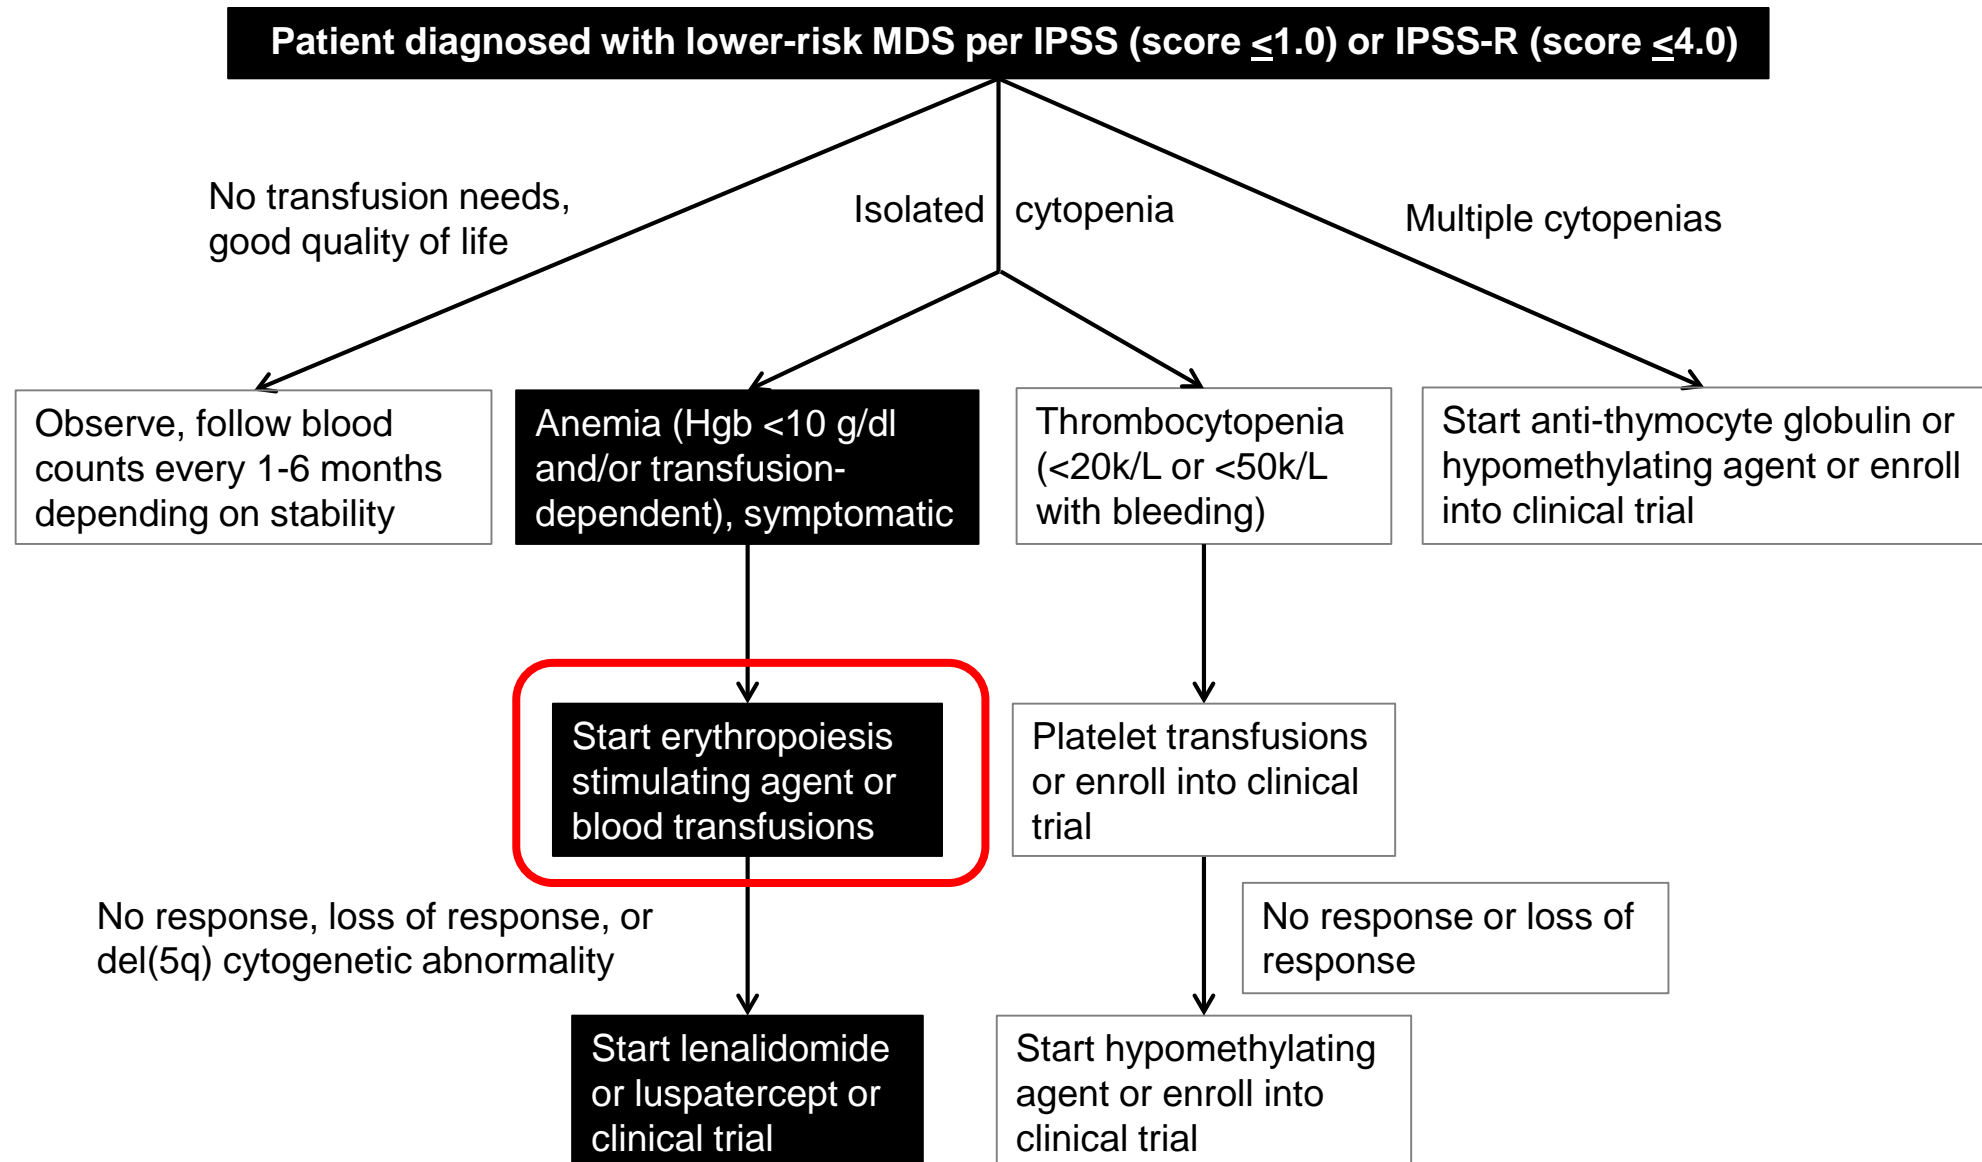 Patient diagnosed with lower-risk MDS per IPSS (score ≤1.0) or IPSS-R (score ≤4.0)
No transfusion needs,
good quality of life
Isolated cytopenia
Multiple cytopenias
Observe, follow blood
counts every 1-6 months
depending on stability
Anemia (Hgb <10 g/dl
and/or transfusion-
dependent), symptomatic
Thrombocytopenia
(<20k/L or <50k/L
with bleeding)
Start anti-thymocyte globulin or
hypomethylating agent or enroll
into clinical trial
Start erythropoiesis
stimulating agent or
blood transfusions
Platelet transfusions
or enroll into clinical
trial
No response, loss of response, or
del(5q) cytogenetic abnormality
No response or loss of
response
Start lenalidomide
or luspatercept or
clinical trial
Start hypomethylating
agent or enroll into
clinical trial